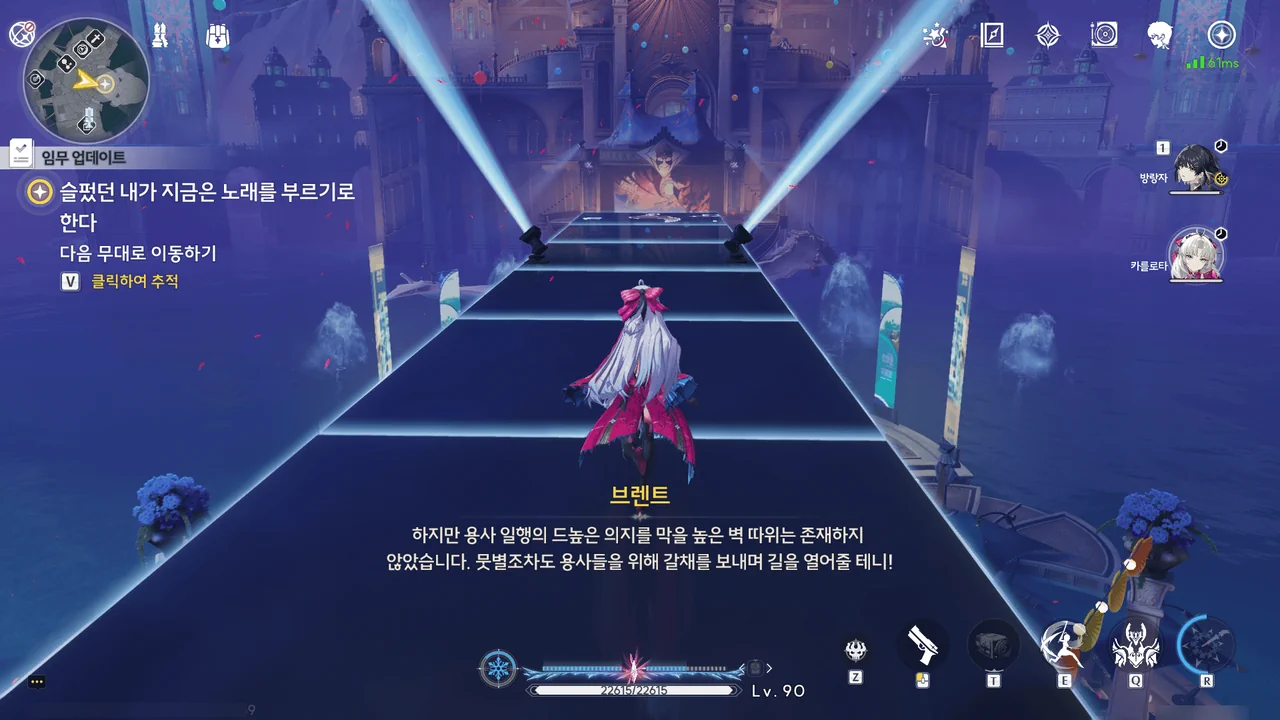 61ms
임무 업데이트
슬펐던 내가 지금은 노래를 부르기로
한다
다음 무대로 이동하기
V 클릭하여 추적
1
방랑자
카를로타
브렌트
하지만 용사 일행의 드높은 의지를 막을 높은 벽 따위는 존재하지
않았습니다. 뭇별조차도 용사들을 위해 갈채를 보내며 길을 열어줄 테니!
22615/22615
Lv. 90
Z
T
E
Q
R